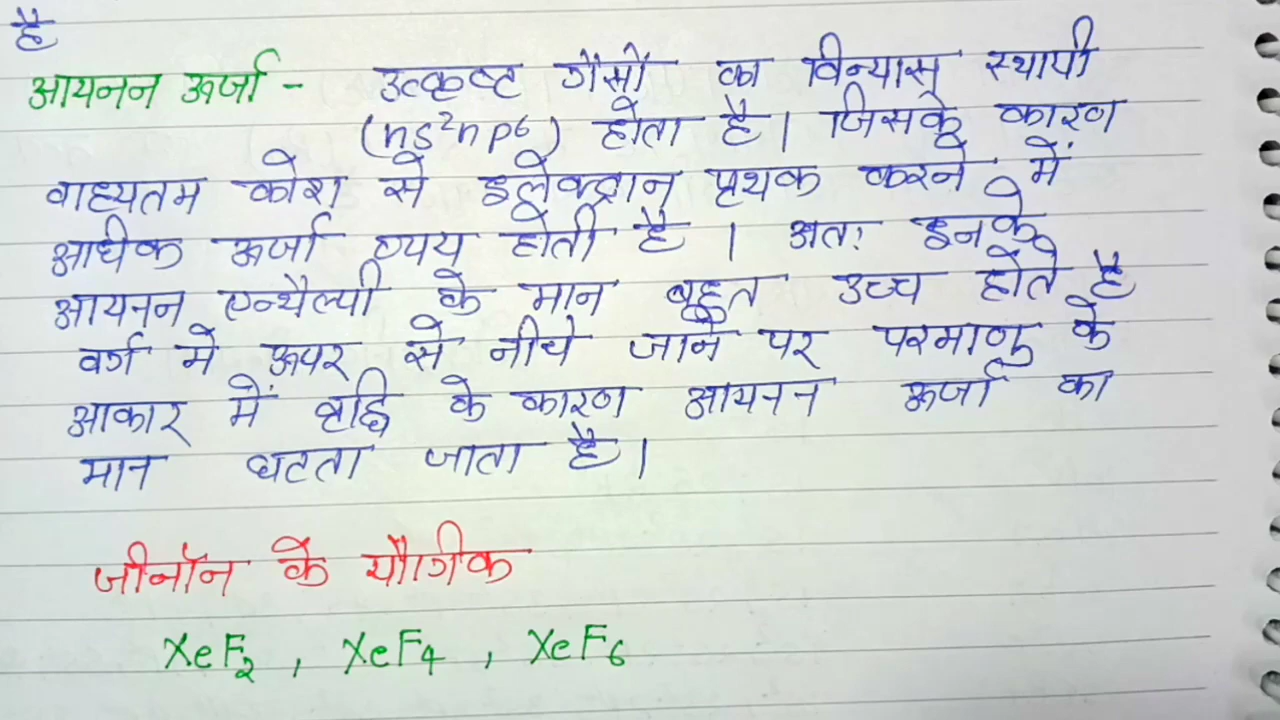 है
आयनन ऊर्जा - उत्कृष्ट गैसों का विन्यास स्थायी
(ns²np⁶) होता है। जिसके कारण
वाह्यतम कोश से इलेक्ट्रान पृथक करने में
अधिक ऊर्जा व्यय होती है । अतः इनके
आयनन एन्थैल्पी के मान बहुत उच्च होते है
वर्ग में ऊपर से नीचे जाने पर परमाणु के
आकार में वृद्धि के कारण आयनन ऊर्जा का
मान घटता जाता है।
जीनॉन के यौगीक
XeF₂ , XeF₄ , XeF₆